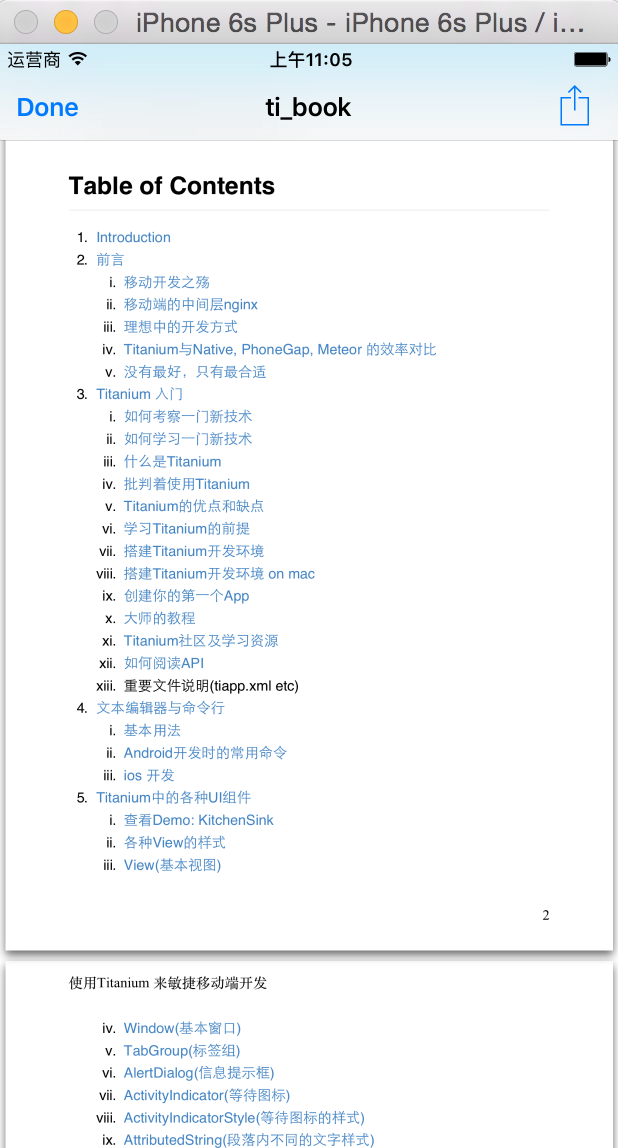 iPhone 6s Plus - iPhone 6s Plus / i...
运营商 上午11:05
Done ti_book
Table of Contents
1. Introduction
2. 前言
i. 移动开发之殇
ii. 移动端的中间层nginx
iii. 理想中的开发方式
iv. Titanium与Native, PhoneGap, Meteor 的效率对比
v. 没有最好，只有最合适
3. Titanium 入门
i. 如何考察一门新技术
ii. 如何学习一门新技术
iii. 什么是Titanium
iv. 批判着使用Titanium
v. Titanium的优点和缺点
vi. 学习Titanium的前提
vii. 搭建Titanium开发环境
viii. 搭建Titanium开发环境 on mac
ix. 创建你的第一个App
x. 大师的教程
xi. Titanium社区及学习资源
xii. 如何阅读API
xiii. 重要文件说明(tiapp.xml etc)
4. 文本编辑器与命令行
i. 基本用法
ii. Android开发时的常用命令
iii. ios 开发
5. Titanium中的各种UI组件
i. 查看Demo: KitchenSink
ii. 各种View的样式
iii. View(基本视图)
2
使用Titanium 来敏捷移动端开发
iv. Window(基本窗口)
v. TabGroup(标签组)
vi. AlertDialog(信息提示框)
vii. ActivityIndicator(等待图标)
viii. ActivityIndicatorStyle(等待图标的样式)
ix. AttributedString(段落内不同的文字样式)